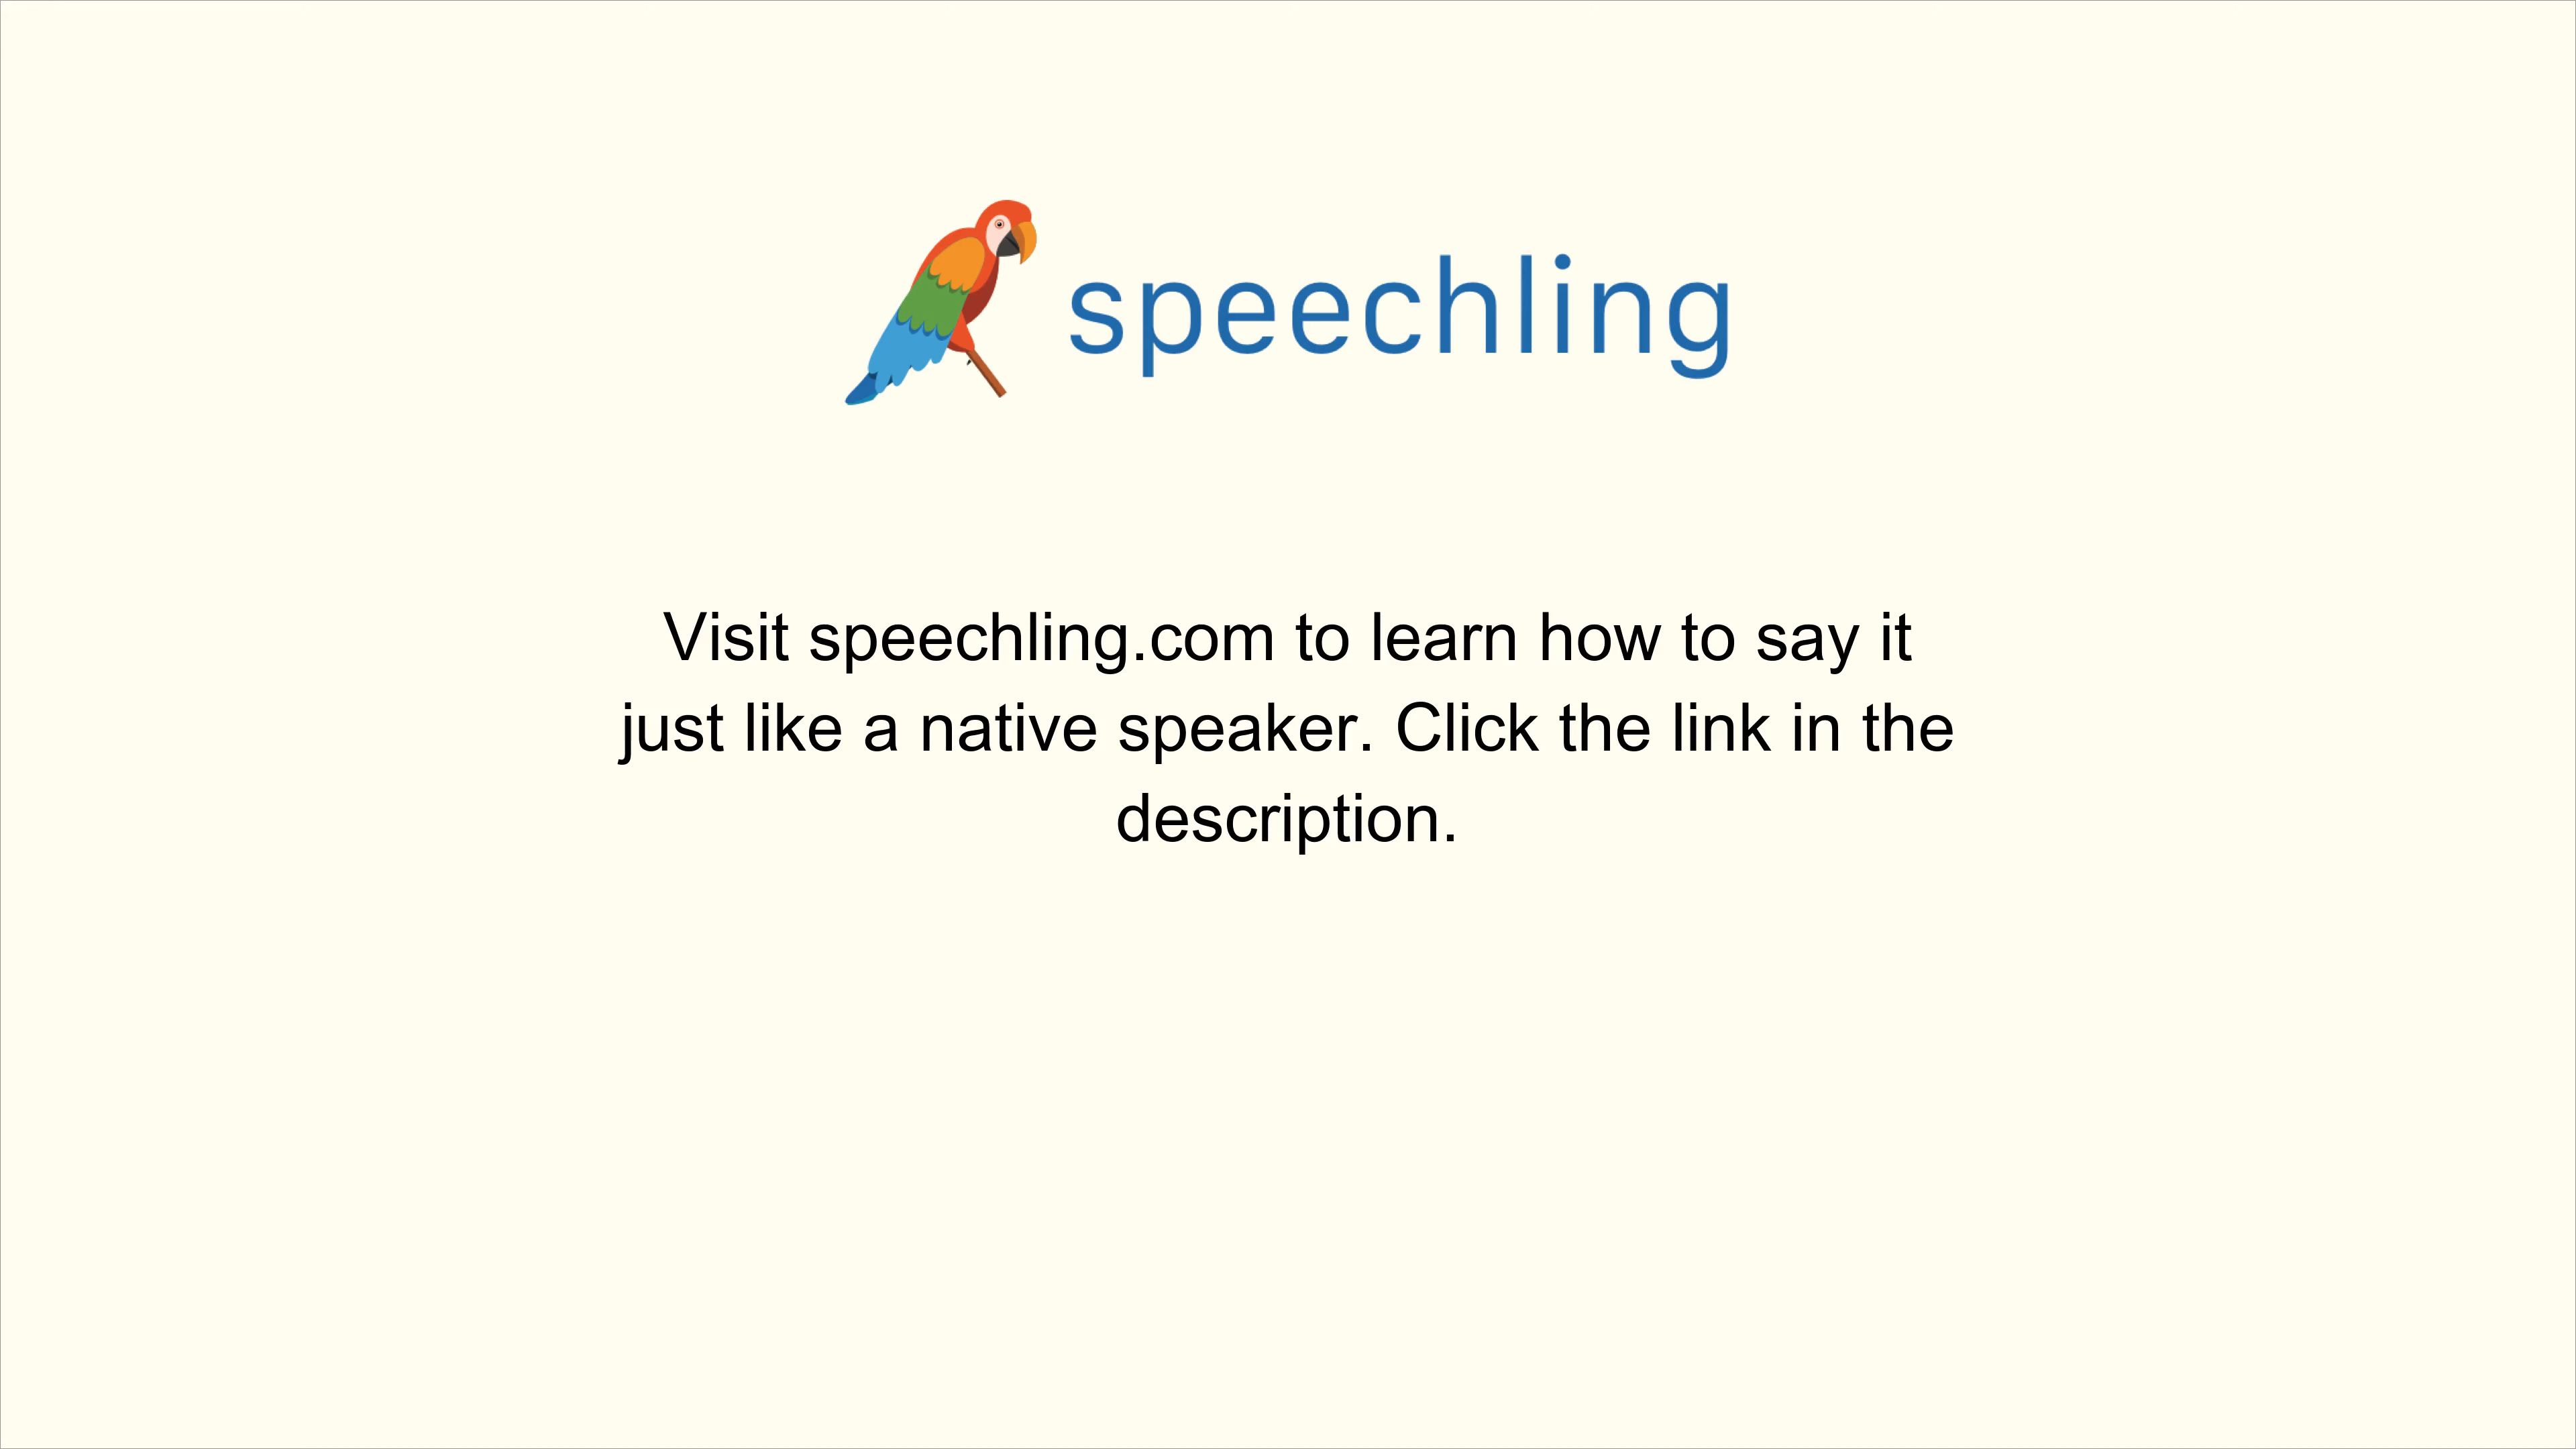 speechling
Visit speechling.com to learn how to say it
just like a native speaker. Click the link in the
description.